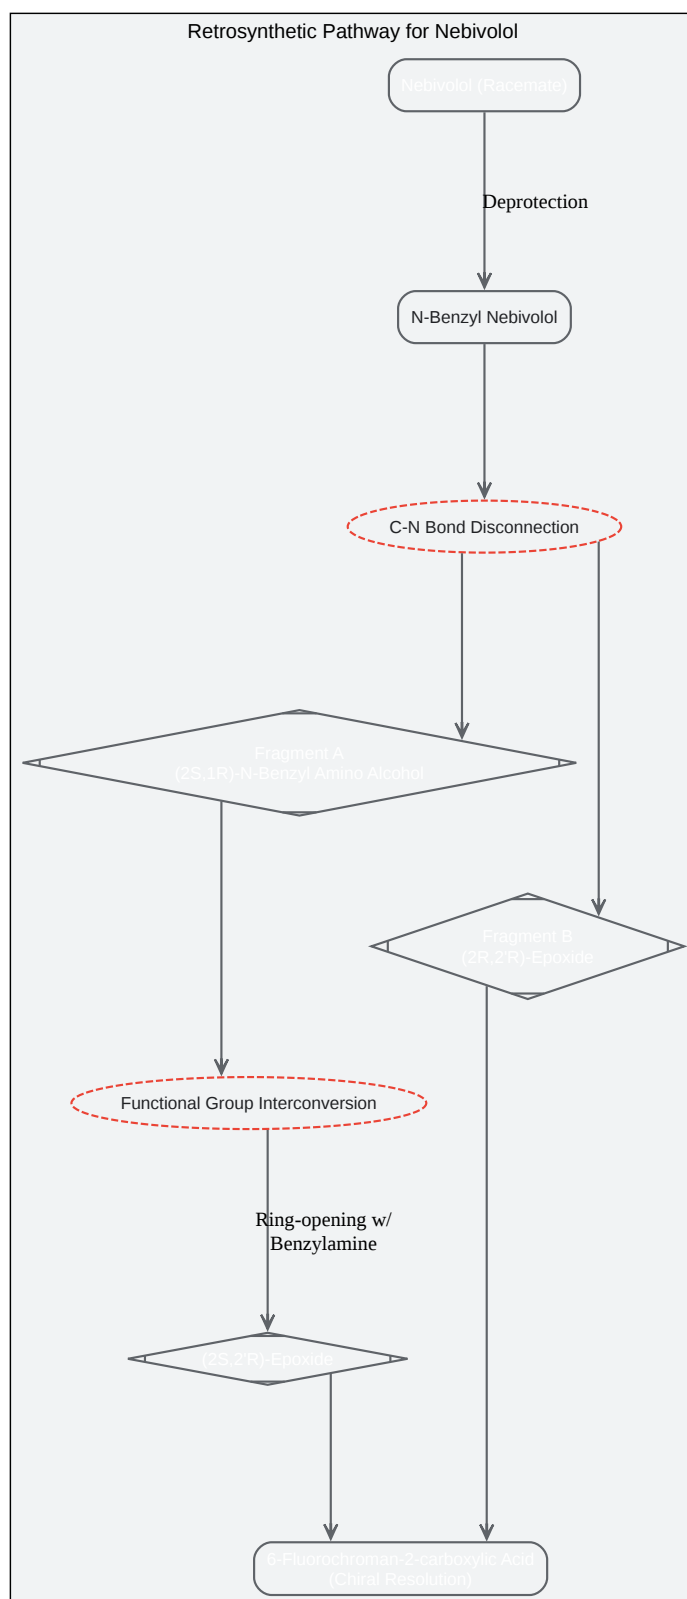 Retrosynthetic Pathway for Nebivolol
Nebivolol (Racemate)
Deprotection
N-Benzyl Nebivolol
C-N Bond Disconnection
Fragment A
(2S,1R)-N-Benzyl Amino Alcohol
Fragment B
(2R,2'R)-Epoxide
Functional Group Interconversion
Ring-opening w/
Benzylamine
(2S,2'R)-Epoxide
6-Fluorochroman-2-carboxylic Acid
(Chiral Resolution)